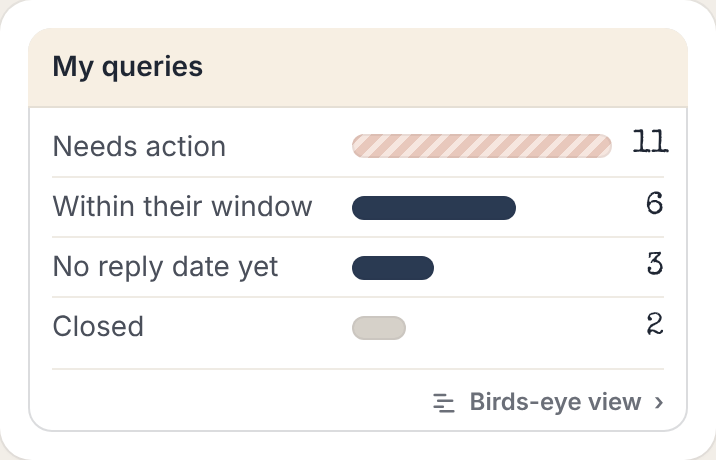 My queries
Needs action 11
Within their window 6
No reply date yet 3
Closed 2
Birds-eye view ›